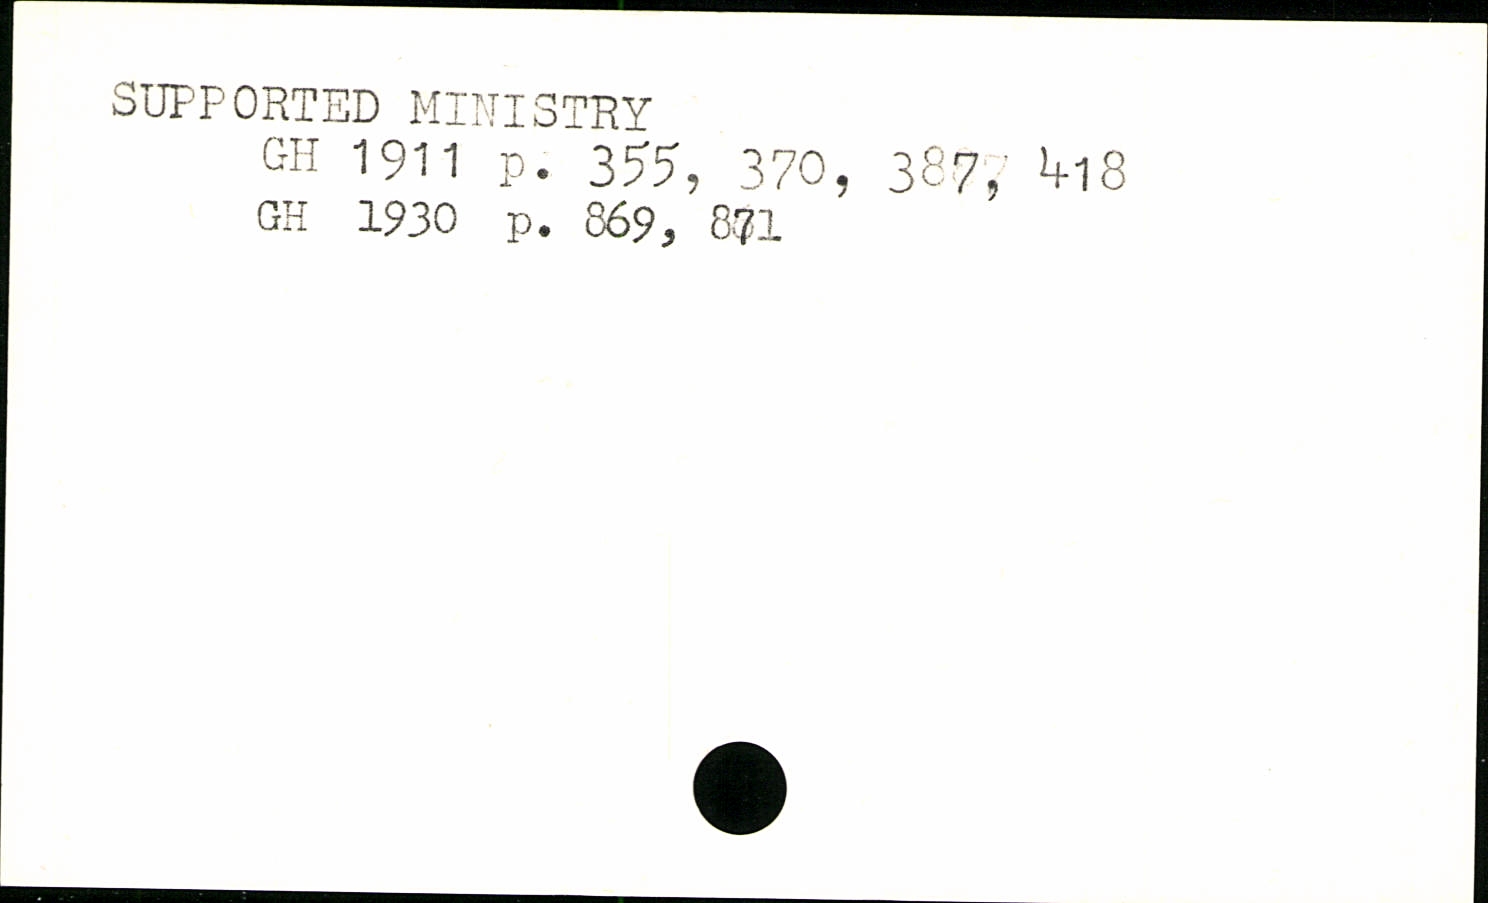 SUPPORTED MINISTRY
GH 1911 p. 355, 370, 387, 418
GH 1930 p. 869, 871